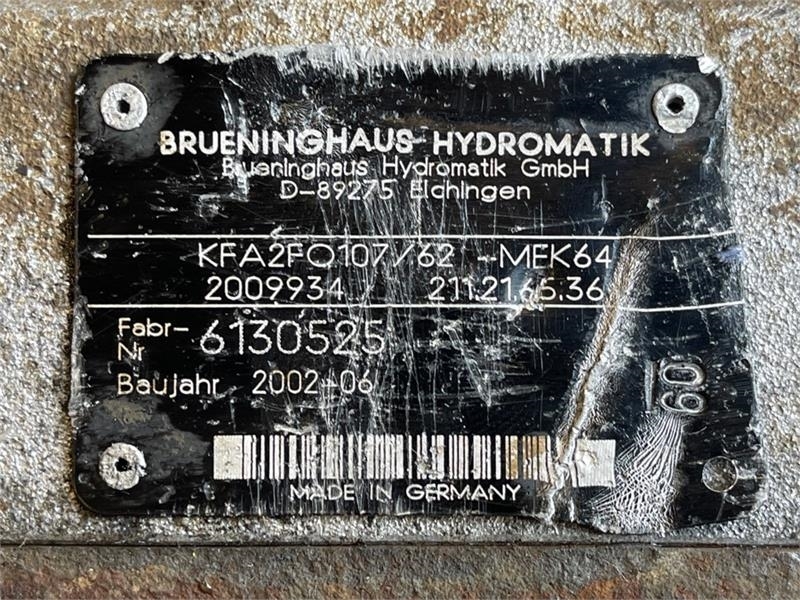 BRUENINGHAUS HYDROMATIK
Brueninghaus Hydromatik GmbH
D-89275 Elchingen
KFA2FO107/62 -MEK64
2009934 211.21.65.36
Fabr-
Nr 6130525
Baujahr 2002-06
60
MADE IN GERMANY